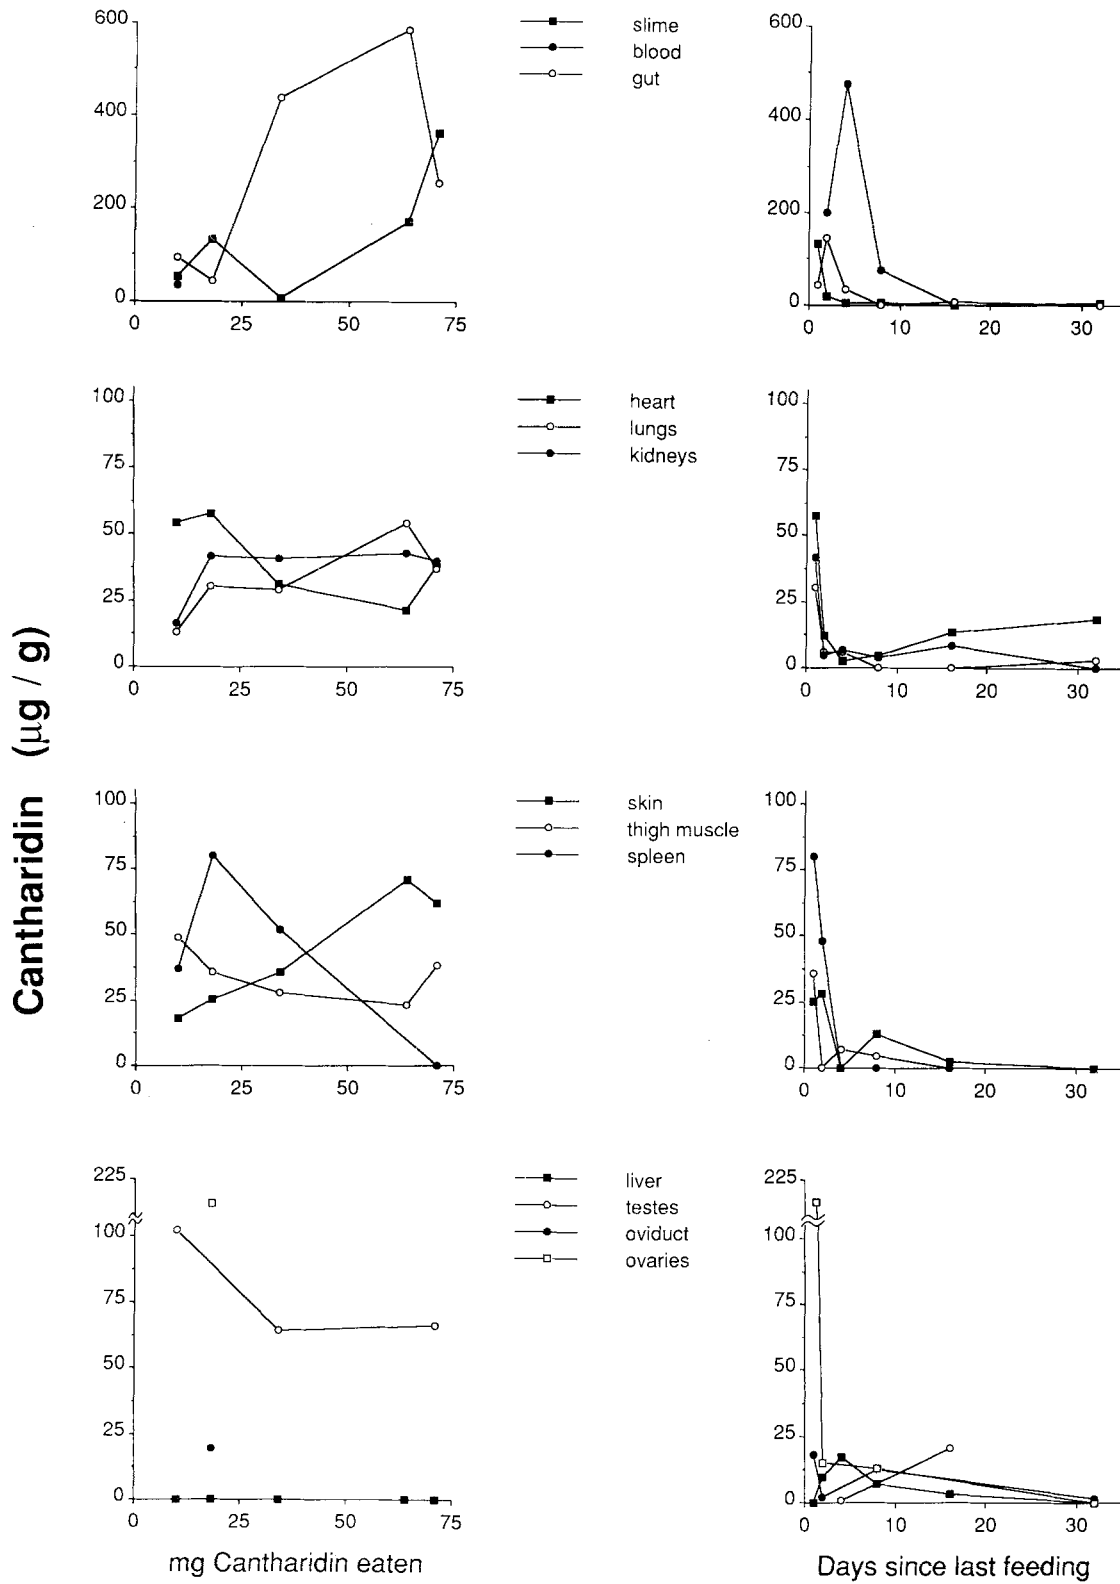 Cantharidin (μg / g)
600
400
200
0
0 25 50 75
slime
blood
gut
600
400
200
0
0 10 20 30
100
75
50
25
0
0 25 50 75
heart
lungs
kidneys
100
75
50
25
0
0 10 20 30
100
75
50
25
0
0 25 50 75
skin
thigh muscle
spleen
100
75
50
25
0
0 10 20 30
225
100
75
50
25
0
0 25 50 75
mg Cantharidin eaten
liver
testes
oviduct
ovaries
225
100
75
50
25
0
0 10 20 30
Days since last feeding